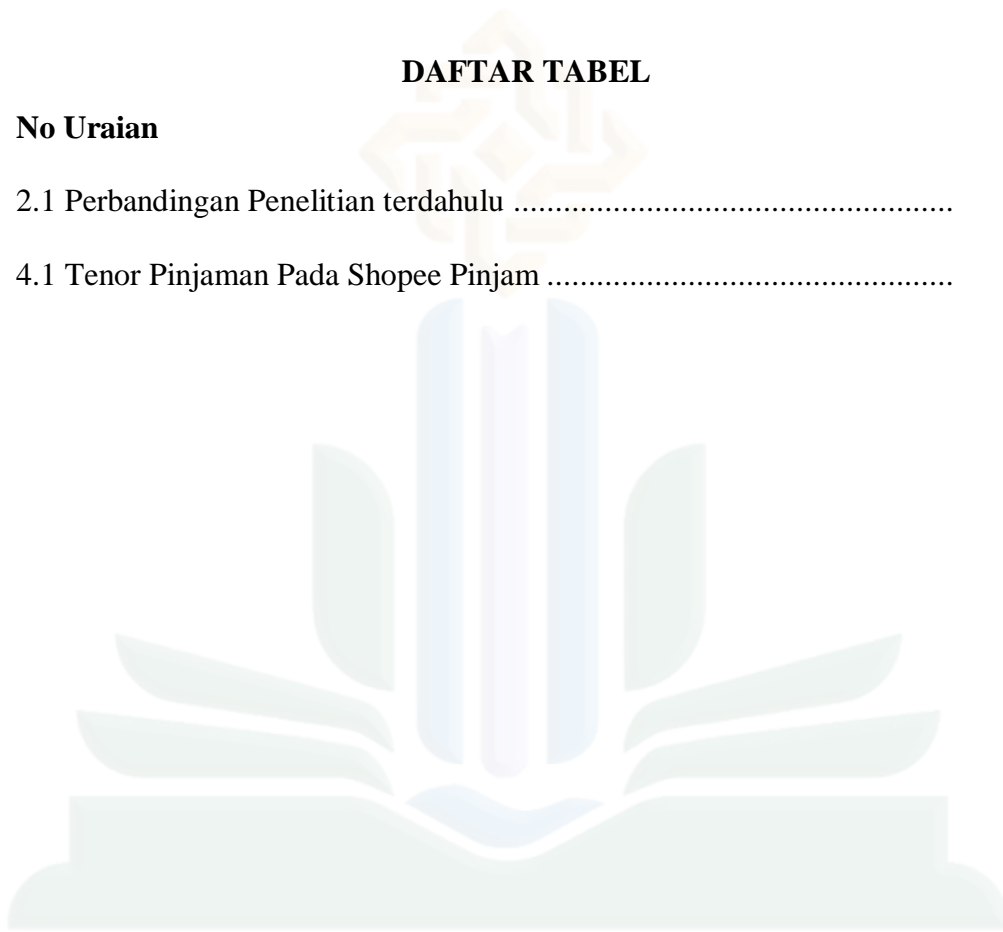 DAFTAR TABEL
No Uraian
2.1 Perbandingan Penelitian terdahulu .....................................................
4.1 Tenor Pinjaman Pada Shopee Pinjam .................................................